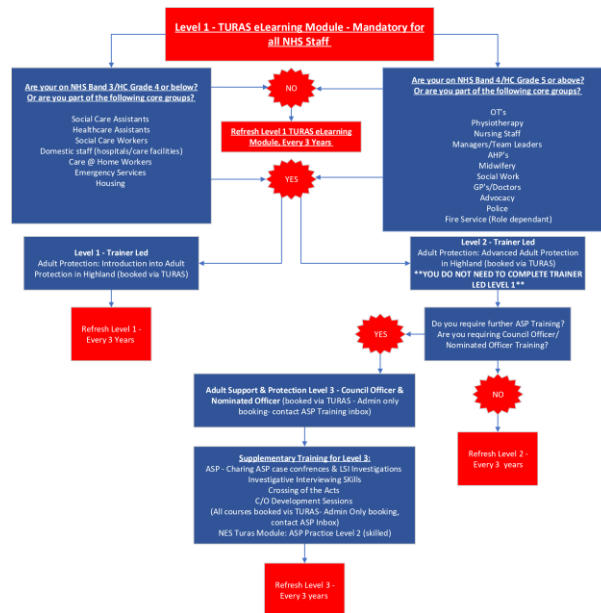 Level 1 - TURAS eLearning Module - Mandatory for
all NHS Staff
Are your on NHS Band 3/HC Grade 4 or below?
Or are you part of the following core groups?
Social Care Assistants
Healthcare Assistants
Social Care Workers
Domestic staff (hospitals/care facilities)
Care @ Home Workers
Emergency Services
Housing
NO
Refresh Level 1 TURAS eLearning
Module, Every 3 Years
YES
Are your on NHS Band 4/HC Grade 5 or above?
Or are you part of the following core groups?
OT's
Physiotherapy
Nursing Staff
Managers/Team Leaders
AHP's
Midwifery
Social Work
GP's/Doctors
Advocacy
Police
Fire Service (Role dependant)
Level 1 - Trainer Led
Adult Protection: Introduction into Adult
Protection in Highland (booked via TURAS)
Refresh Level 1 -
Every 3 Years
Level 2 - Trainer Led
Adult Protection: Advanced Adult Protection
in Highland (booked via TURAS)
**YOU DO NOT NEED TO COMPLETE TRAINER
LED LEVEL 1**
Do you require further ASP Training?
Are you requiring Council Officer/
Nominated Officer Training?
YES
NO
Refresh Level 2 -
Every 3 years
Adult Support & Protection Level 3 - Council Officer &
Nominated Officer (booked via TURAS - Admin only
booking- contact ASP Training inbox)
Supplementary Training for Level 3:
ASP - Charing ASP case confrences & LSI Investigations
Investigative Interviewing SKills
Crossing of the Acts
C/O Development Sessions
(All courses booked vis TURAS- Admin Only booking,
contact ASP Inbox)
NES Turas Module: ASP Practice Level 2 (skilled)
Refresh Level 3 -
Every 3 years